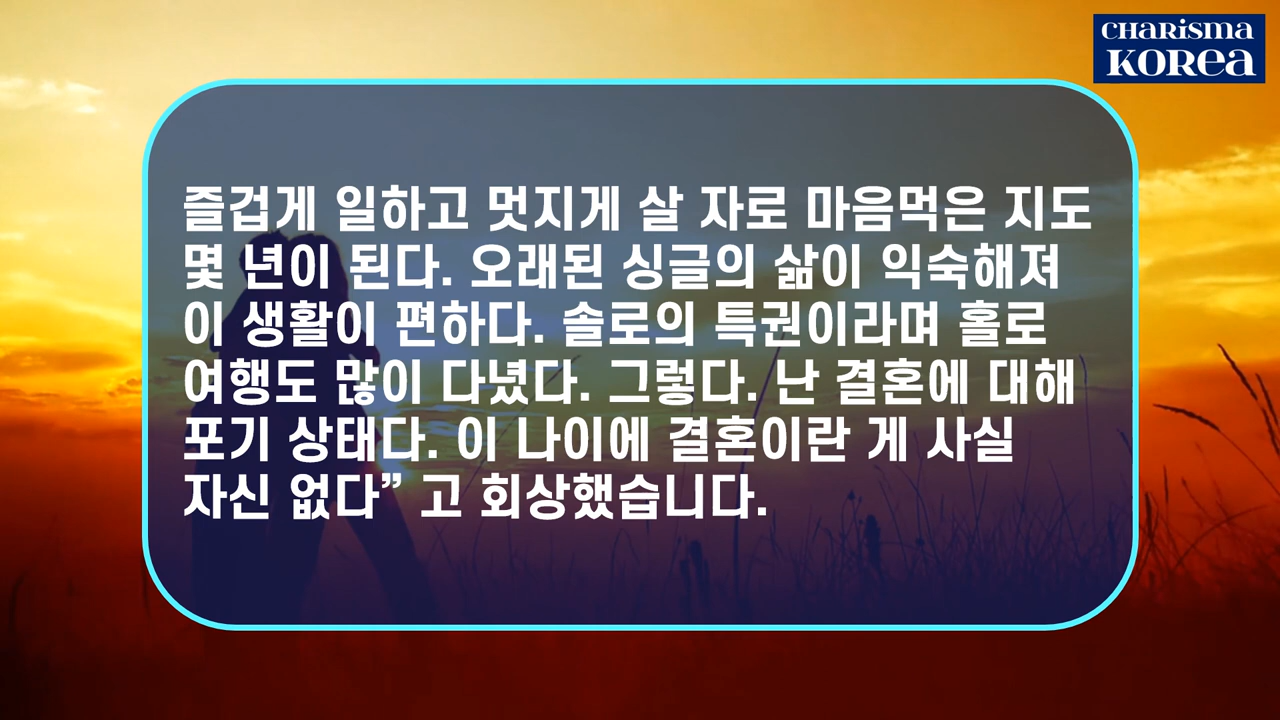 CHARISMA
KOREA
즐겁게 일하고 멋지게 살 자로 마음먹은 지도
몇 년이 된다. 오래된 싱글의 삶이 익숙해져
이 생활이 편하다. 솔로의 특권이라며 홀로
여행도 많이 다녔다. 그렇다. 난 결혼에 대해
포기 상태다. 이 나이에 결혼이란 게 사실
자신 없다” 고 회상했습니다.